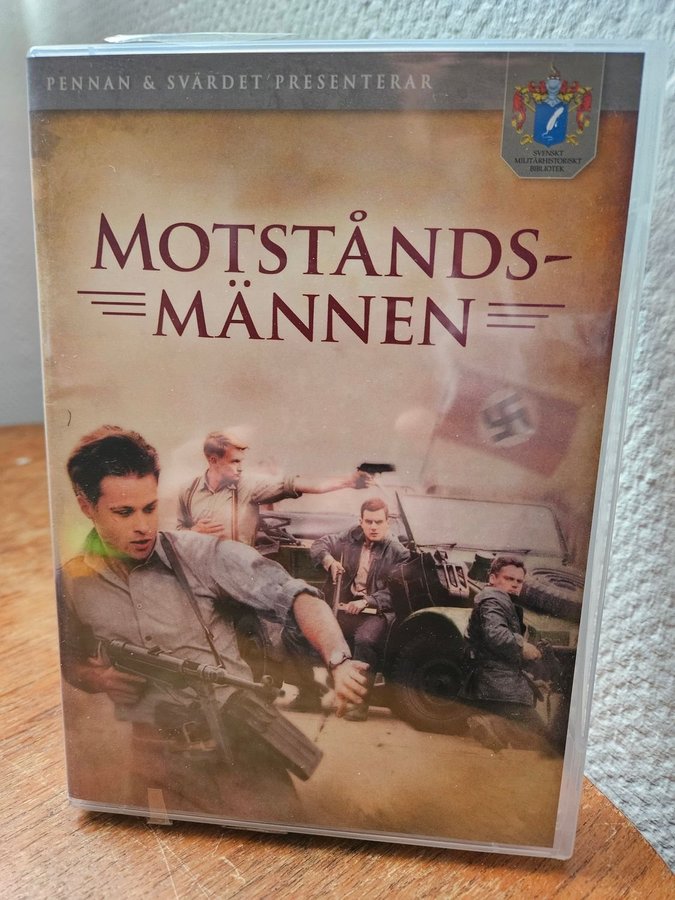 PENNAN & SVÄRDET PRESENTERAR
SVENSKT
MILITÄRHISTORISKT
BIBLIOTEK
MOTSTÅNDS-
MÄNNEN